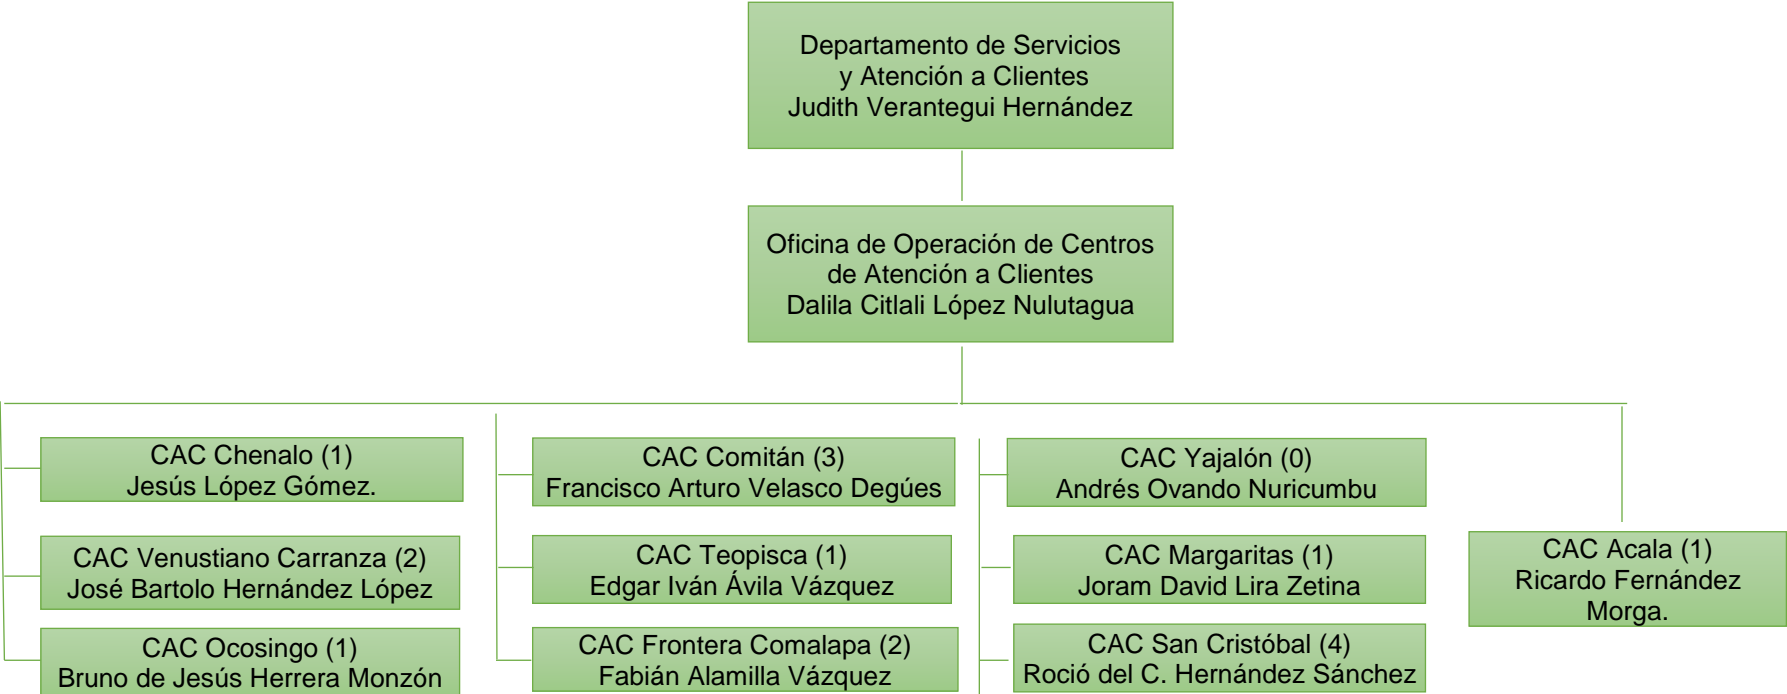 Departamento de Servicios
y Atención a Clientes
Judith Verantegui Hernández
Oficina de Operación de Centros
de Atención a Clientes
Dalila Citlali López Nulutagua
CAC Chenalo (1)
Jesús López Gómez.
CAC Venustiano Carranza (2)
José Bartolo Hernández López
CAC Ocosingo (1)
Bruno de Jesús Herrera Monzón
CAC Comitán (3)
Francisco Arturo Velasco Degúes
CAC Teopisca (1)
Edgar Iván Ávila Vázquez
CAC Frontera Comalapa (2)
Fabián Alamilla Vázquez
CAC Yajalón (0)
Andrés Ovando Nuricumbu
CAC Margaritas (1)
Joram David Lira Zetina
CAC San Cristóbal (4)
Roció del C. Hernández Sánchez
CAC Acala (1)
Ricardo Fernández
Morga.